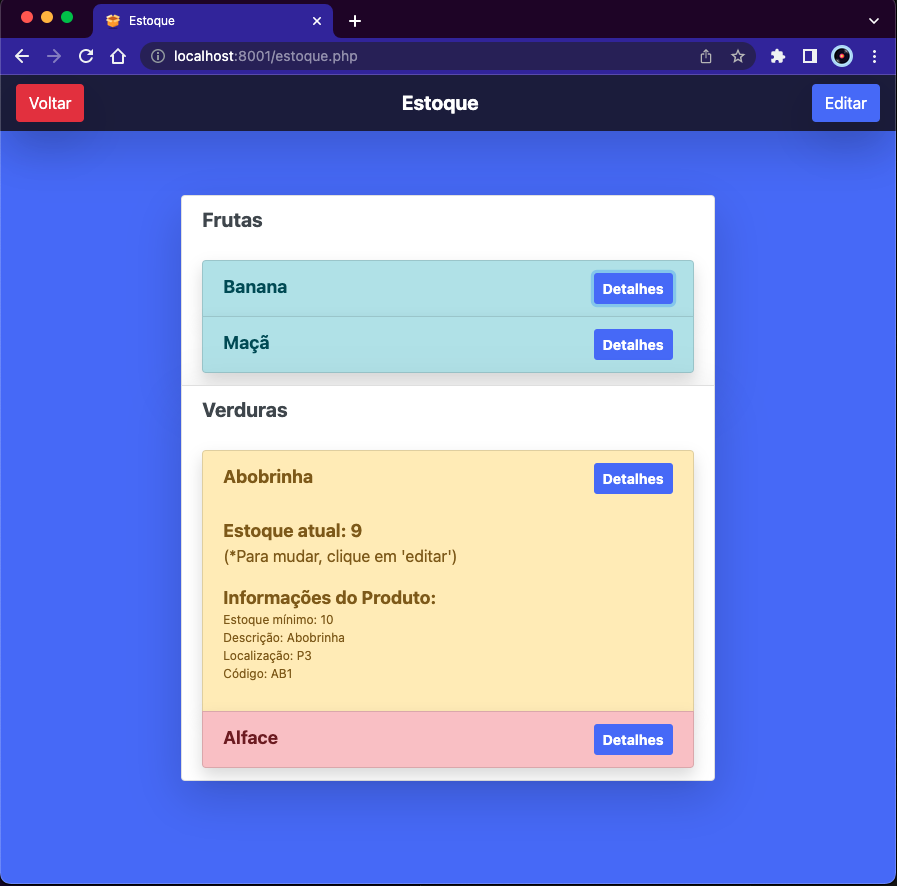 Estoque
localhost:8001/estoque.php
Voltar
Estoque
Editar
Frutas
Banana
Detalhes
Maçã
Detalhes
Verduras
Abobrinha
Detalhes
Estoque atual: 9
(*Para mudar, clique em 'editar')
Informações do Produto:
Estoque mínimo: 10
Descrição: Abobrinha
Localização: P3
Código: AB1
Alface
Detalhes